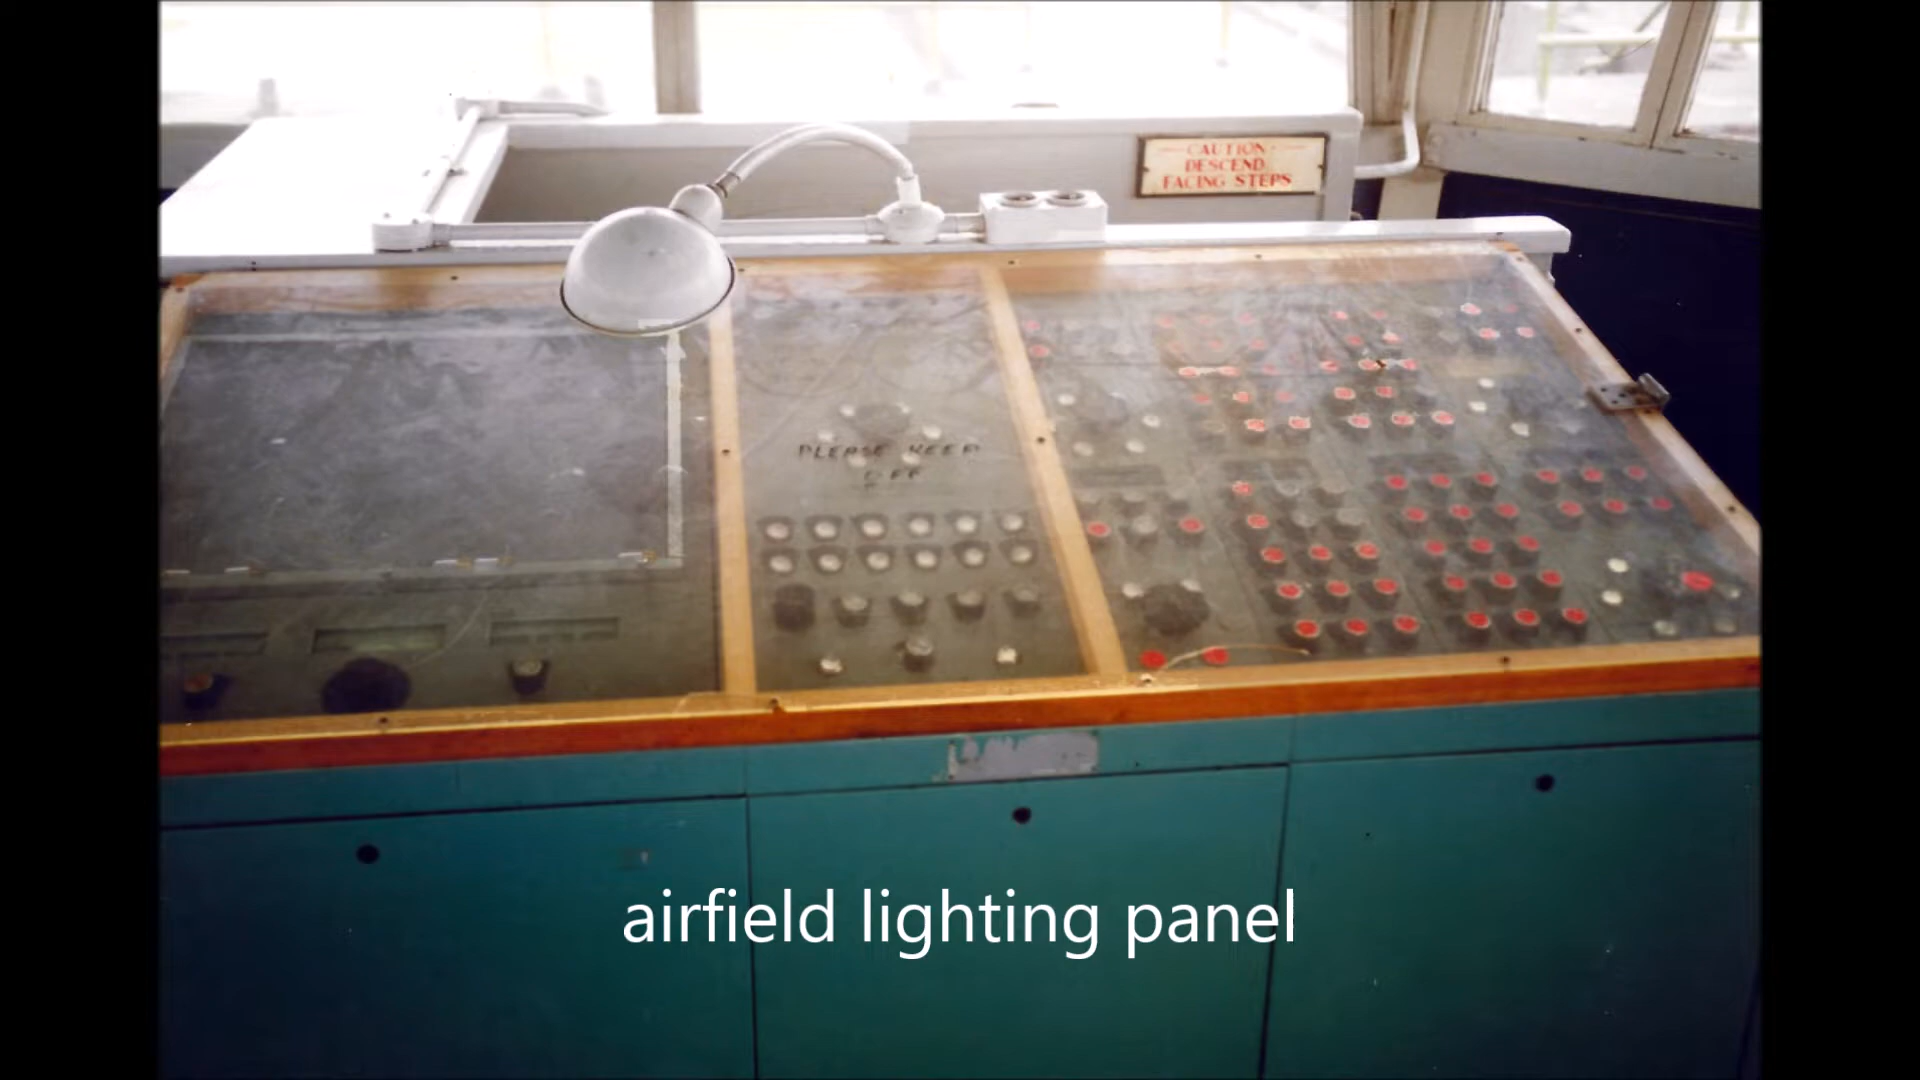 CAUTION
DESCEND
FACING STEPS
PLEASE KEEP
OFF
airfield lighting panel